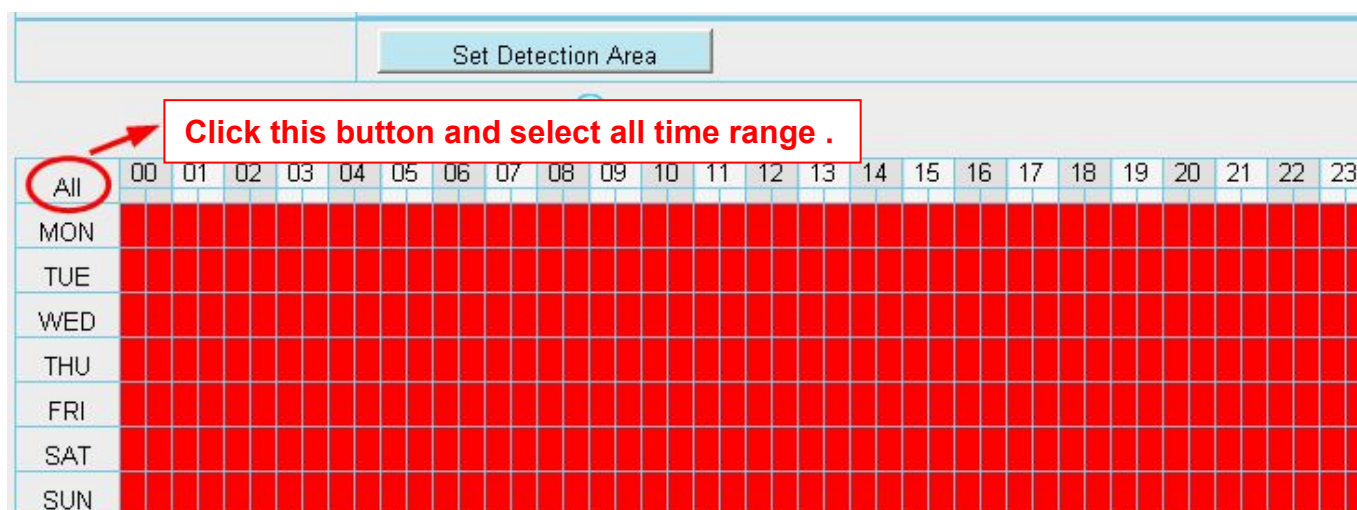 Set Detection Area
Click this button and select all time range .
All 00 01 02 03 04 05 06 07 08 09 10 11 12 13 14 15 16 17 18 19 20 21 22 23
MON
TUE
WED
THU
FRI
SAT
SUN